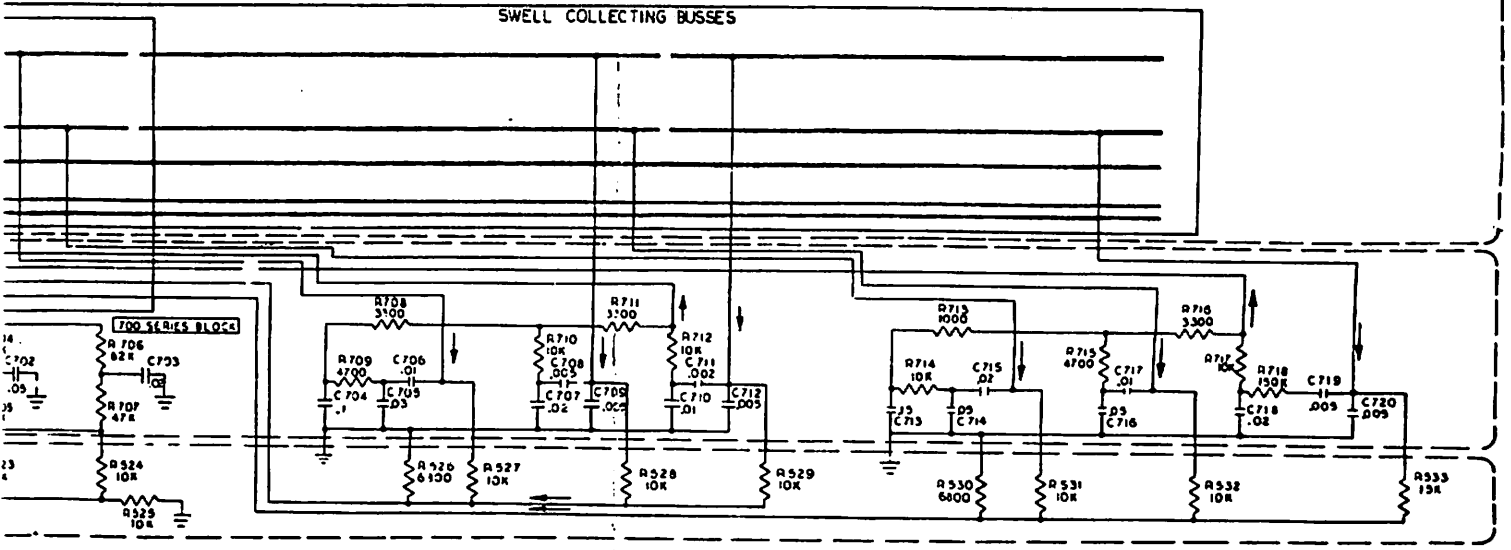 SWELL COLLECTING BUSSES
700 SERIES BLOCK
C702
.05
R706
82K
C703
R707
47K
R524
10K
R525
10K
R708
3300
R709
4700
C706
.01
C704
.1
C705
.03
R710
10K
C708
.005
C707
.02
C709
R711
3300
R712
10K
C711
.002
C710
.01
C712
.005
R526
R527
10K
R528
10K
R529
10K
R713
1000
R714
10K
C715
.02
.15
C713
.05
C714
R715
4700
C717
.01
.05
C716
R716
3300
R717
10K
R718
150K
C719
.005
C718
.02
C720
.005
R530
6800
R531
10K
R532
10K
R533
15K